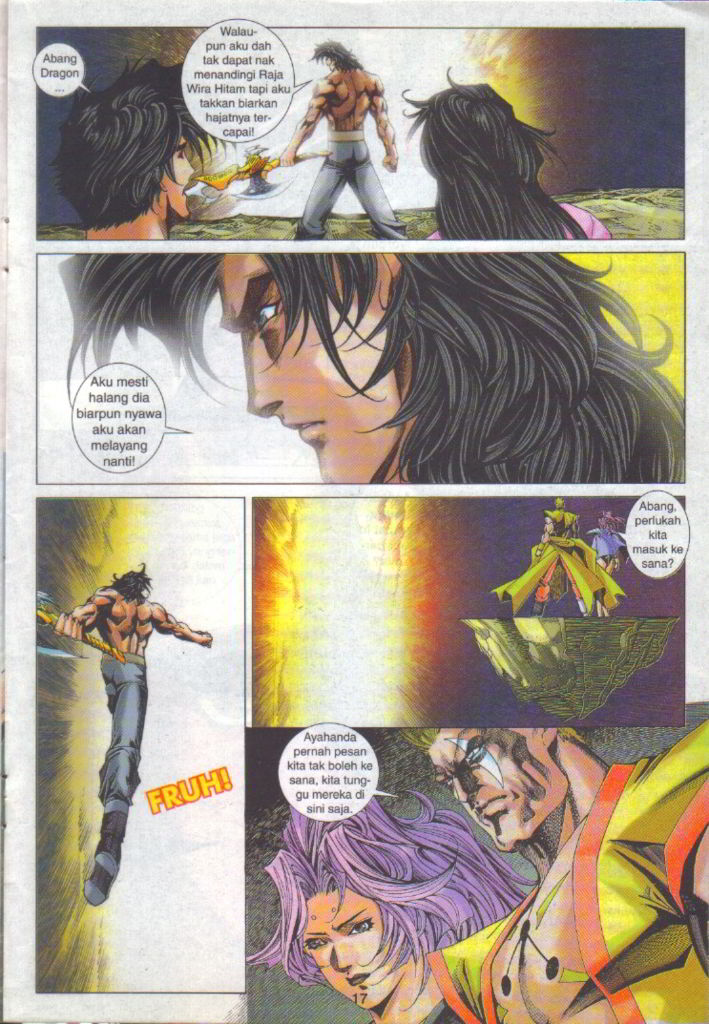 Abang
Dragon
...
Walau-
pun aku dah
tak dapat nak
menandingi Raja
Wira Hitam tapi aku
takkan biarkan
hajatnya ter-
capai!
Aku mesti
halang dia
biarpun nyawa
aku akan
melayang
nanti!
FRUH!
Abang,
perlukah
kita
masuk ke
sana?
Ayahanda
pernah pesan
kita tak boleh ke
sana, kita tung-
gu mereka di
sini saja.
17